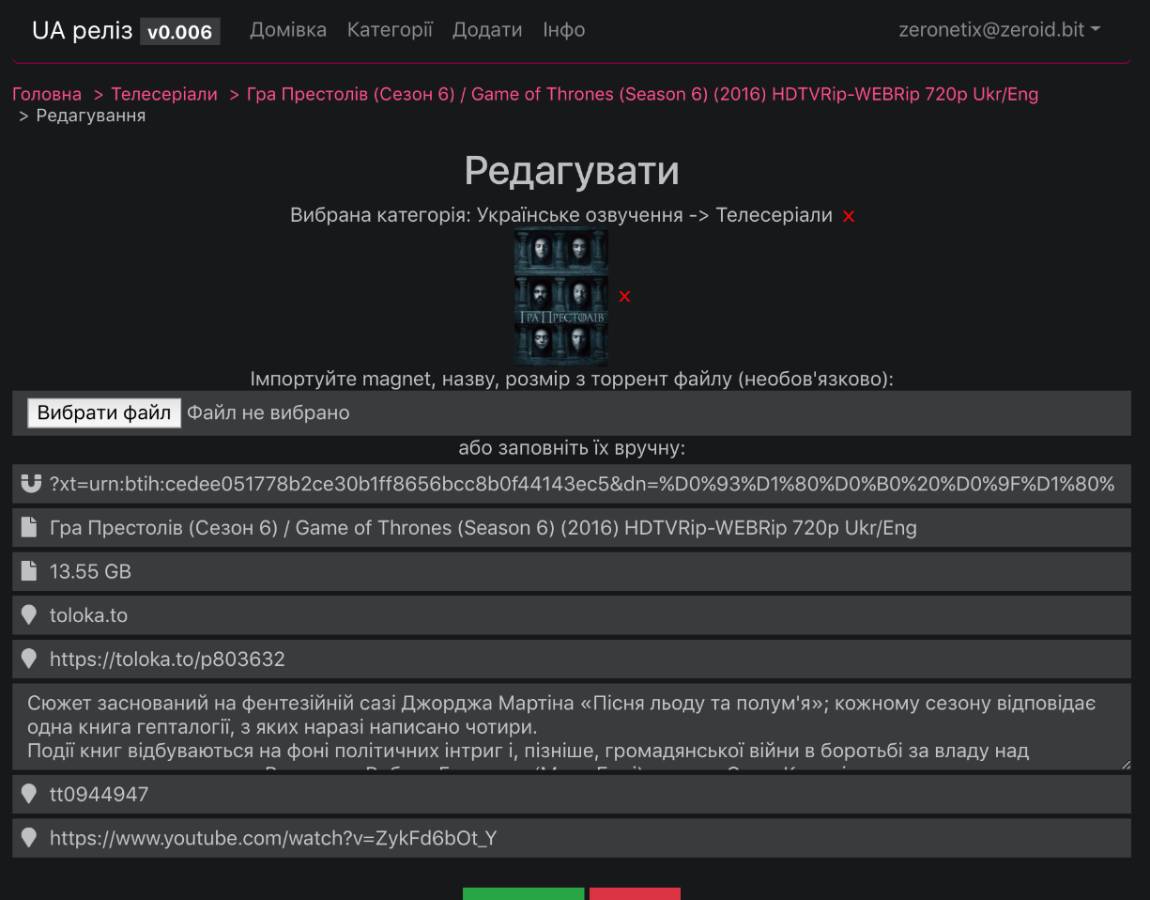 UA реліз v0.006 Домівка Категорії Додати Інфо zeronetix@zeroid.bit
Головна > Телесеріали > Гра Престолів (Сезон 6) / Game of Thrones (Season 6) (2016) HDTVRip-WEBRip 720p Ukr/Eng
> Редагування
Редагувати
Вибрана категорія: Українське озвучення -> Телесеріали x
ГРА ПРЕСТОЛІВ
x
Імпортуйте magnet, назву, розмір з торрент файлу (необов'язково):
Вибрати файл Файл не вибрано
або заповніть їх вручну:
?xt=urn:btih:cedee051778b2ce30b1ff8656bcc8b0f44143ec5&dn=%D0%93%D1%80%D0%B0%20%D0%9F%D1%80%
Гра Престолів (Сезон 6) / Game of Thrones (Season 6) (2016) HDTVRip-WEBRip 720p Ukr/Eng
13.55 GB
toloka.to
https://toloka.to/p803632
Сюжет заснований на фентезійній сазі Джорджа Мартіна «Пісня льоду та полум'я»; кожному сезону відповідає
одна книга гепталогії, з яких наразі написано чотири.
Події книг відбуваються на фоні політичних інтриг і, пізніше, громадянської війни в боротьбі за владу над
tt0944947
https://www.youtube.com/watch?v=ZykFd6bOt_Y